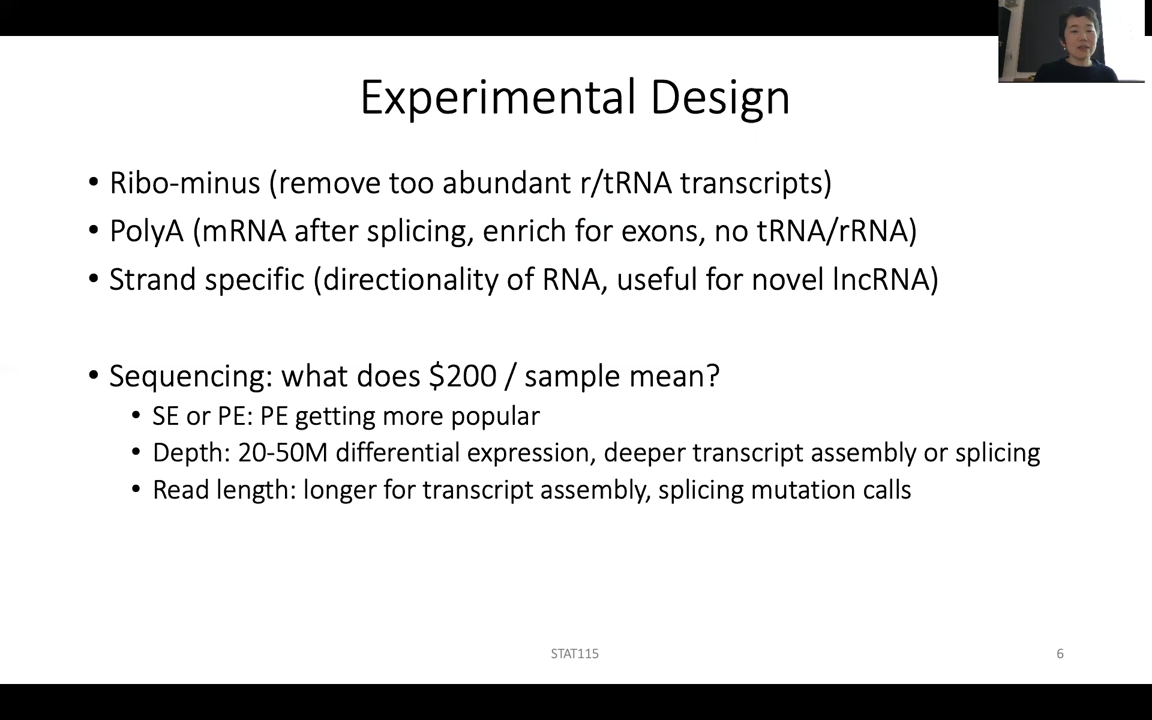 Experimental Design
• Ribo-minus (remove too abundant r/tRNA transcripts)
• PolyA (mRNA after splicing, enrich for exons, no tRNA/rRNA)
• Strand specific (directionality of RNA, useful for novel lncRNA)
• Sequencing: what does $200 / sample mean?
• SE or PE: PE getting more popular
• Depth: 20-50M differential expression, deeper transcript assembly or splicing
• Read length: longer for transcript assembly, splicing mutation calls
STAT115
6